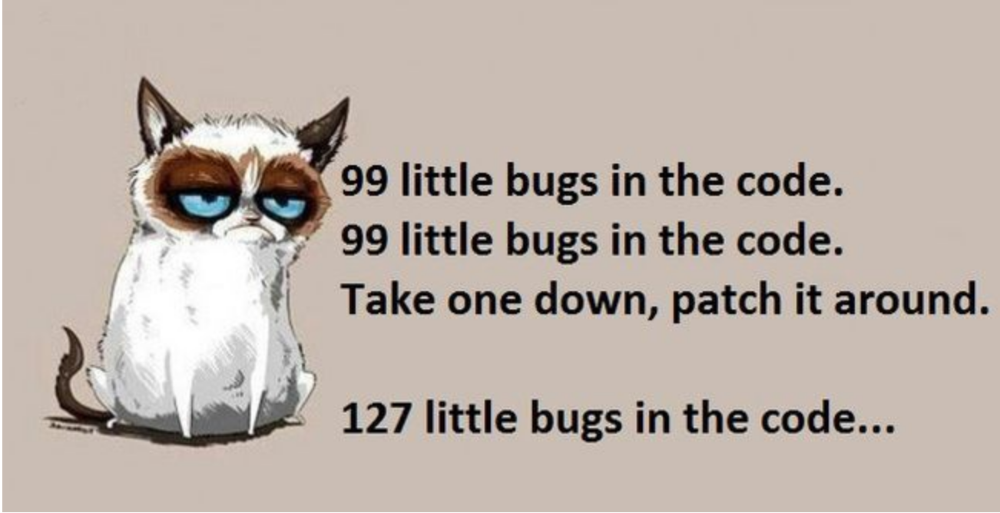 99 little bugs in the code.
99 little bugs in the code.
Take one down, patch it around.
127 little bugs in the code...